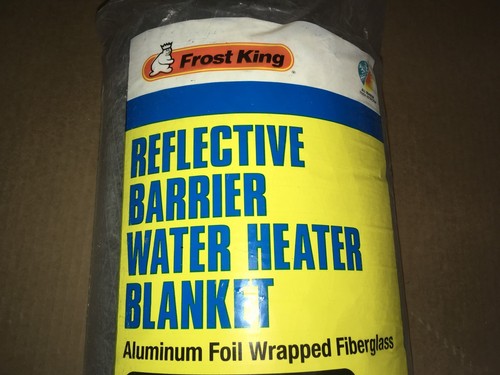 Frost King
REFLECTIVE
BARRIER
WATER HEATER
BLANKET
Aluminum Foil Wrapped Fiberglass